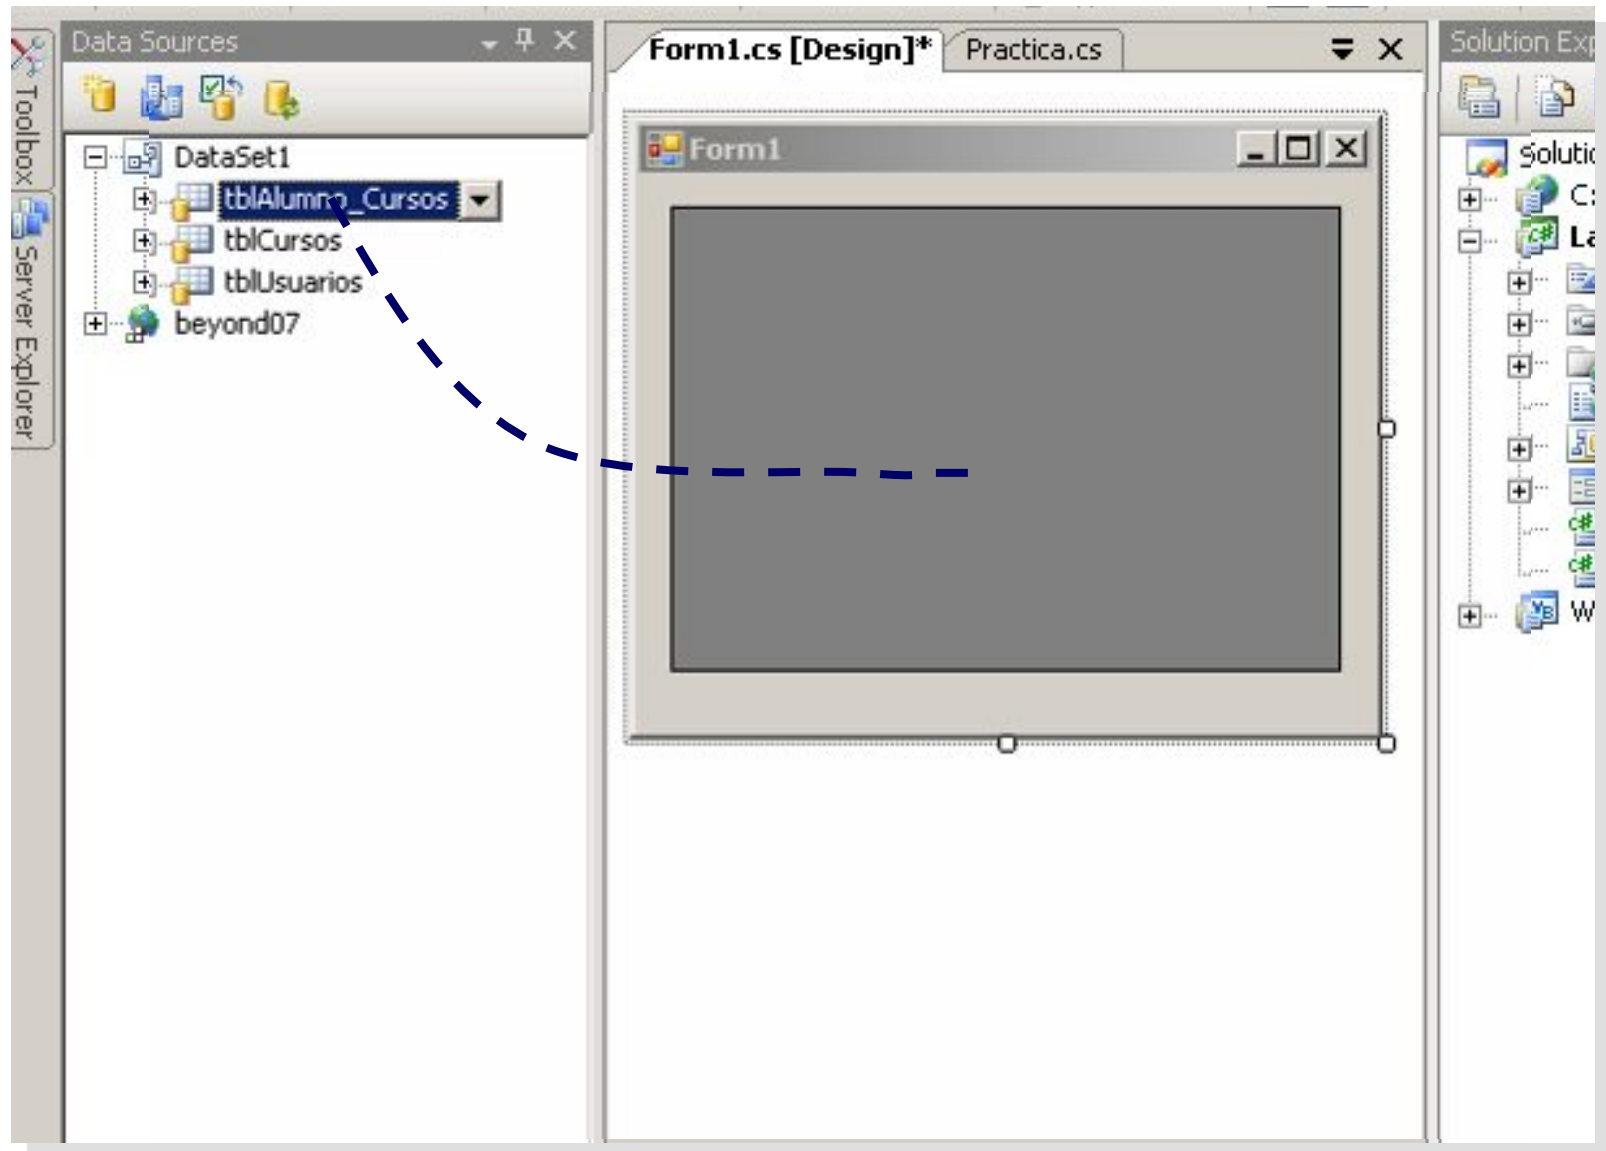 Data Sources
Toolbox
Server Explorer
DataSet1
tblAlumno_Cursos
tblCursos
tblUsuarios
beyond07
Form1.cs [Design]*
Practica.cs
Form1
Solution Exp
Solutio
C:
La
W